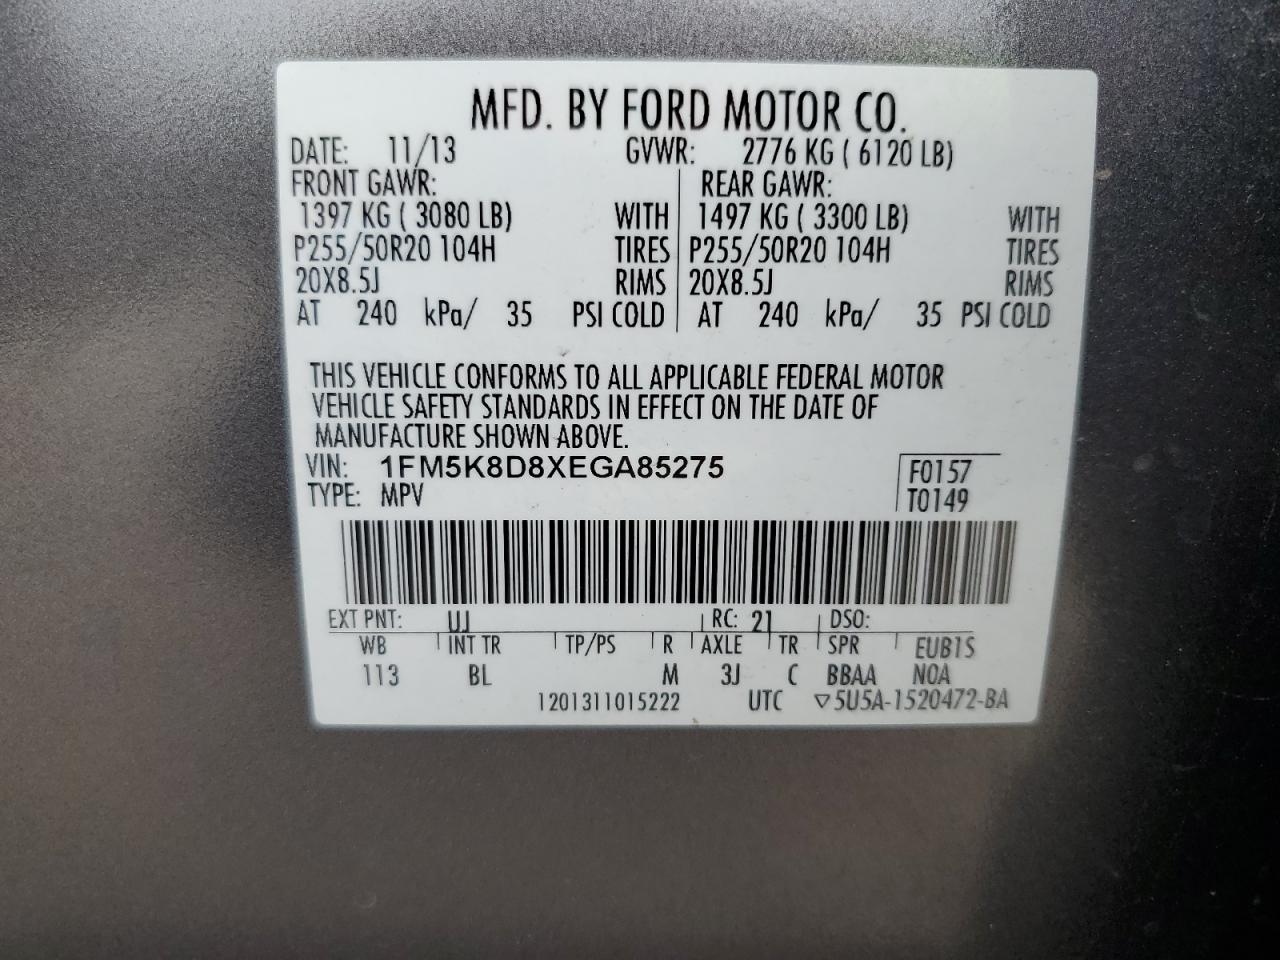 MFD. BY FORD MOTOR CO.
DATE: 11/13 GVWR: 2776 KG ( 6120 LB)
FRONT GAWR: REAR GAWR:
1397 KG ( 3080 LB) WITH 1497 KG ( 3300 LB) WITH
P255/50R20 104H TIRES P255/50R20 104H TIRES
20X8.5J RIMS 20X8.5J RIMS
AT 240 kPa/ 35 PSI COLD AT 240 kPa/ 35 PSI COLD
THIS VEHICLE CONFORMS TO ALL APPLICABLE FEDERAL MOTOR
VEHICLE SAFETY STANDARDS IN EFFECT ON THE DATE OF
MANUFACTURE SHOWN ABOVE.
VIN: 1FM5K8D8XEGA85275 F0157
TYPE: MPV T0149
EXT PNT: UJ RC: 21 DSO:
WB INT TR TP/PS R AXLE TR SPR EUB1S
113 BL M 3J C BBAA NOA
1201311015222 UTC ▽5U5A-1520472-BA